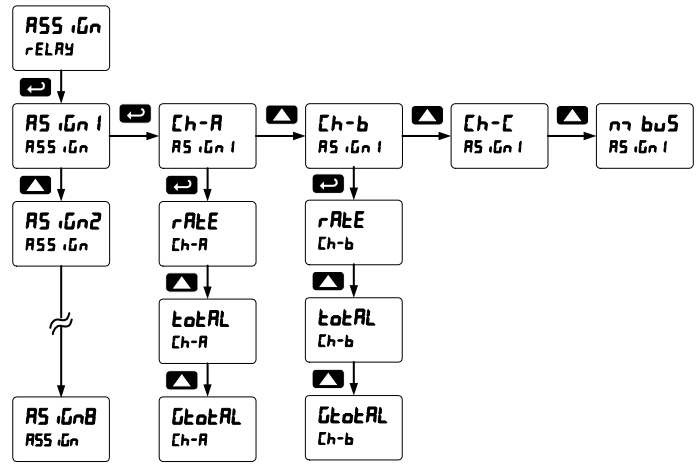 ASSiGn
rELAY
ASiGn1
ASSiGn
Ch-A
ASiGn1
Ch-b
ASiGn1
Ch-C
ASiGn1
m buS
ASiGn1
ASiGn2
ASSiGn
rAtE
Ch-A
rAtE
Ch-b
totAL
Ch-A
totAL
Ch-b
ASiGn8
ASSiGn
GtotAL
Ch-A
GtotAL
Ch-b